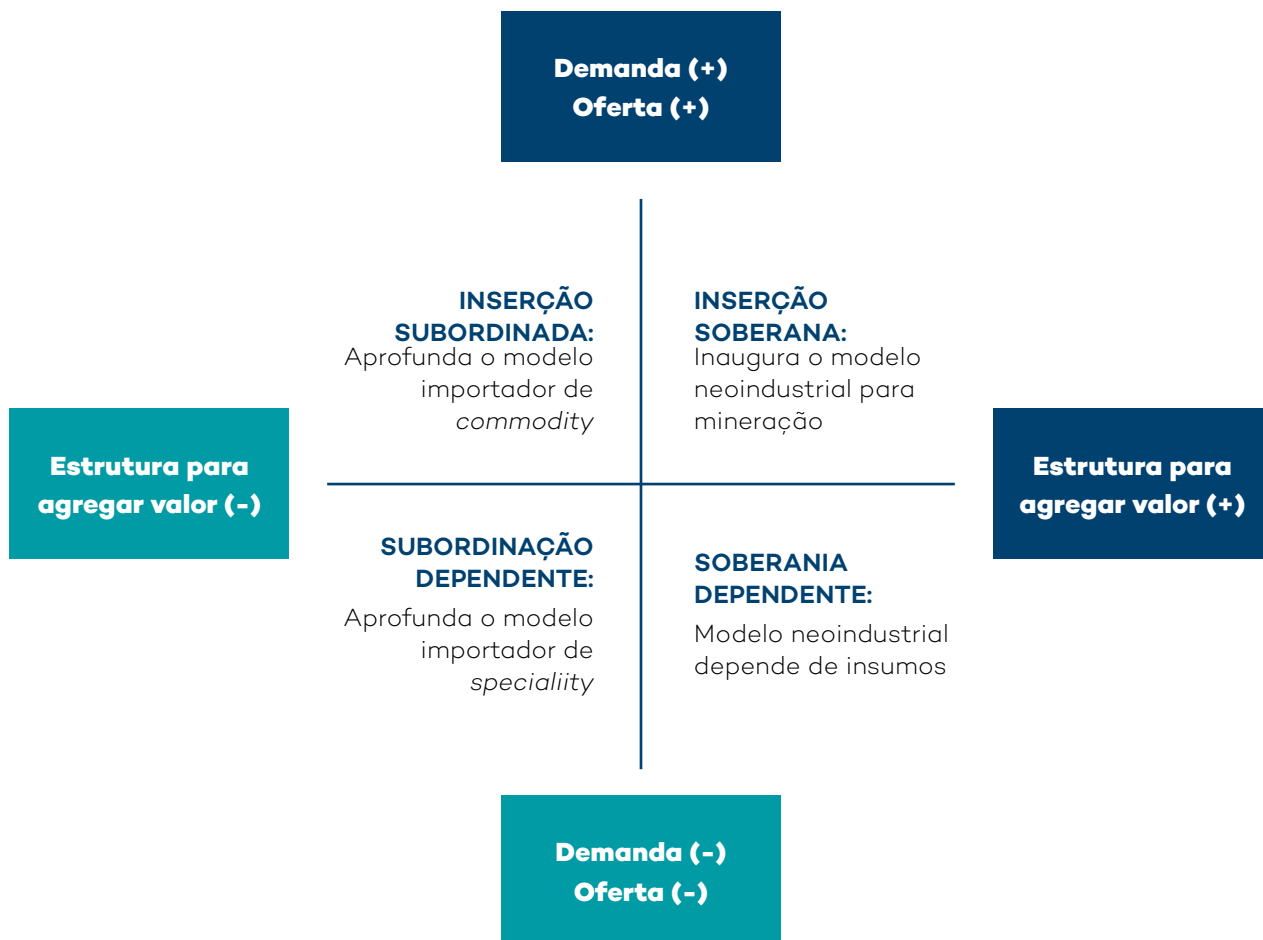 Demanda (+)
Oferta (+)
INSERÇÃO
SUBORDINADA:
Aprofunda o modelo
importador de
commodity
INSERÇÃO
SOBERANA:
Inaugura o modelo
neoindustrial para
mineração
Estrutura para
agregar valor (-)
Estrutura para
agregar valor (+)
SUBORDINAÇÃO
DEPENDENTE:
Aprofunda o modelo
importador de
specialiity
SOBERANIA
DEPENDENTE:
Modelo neoindustrial
depende de insumos
Demanda (-)
Oferta (-)